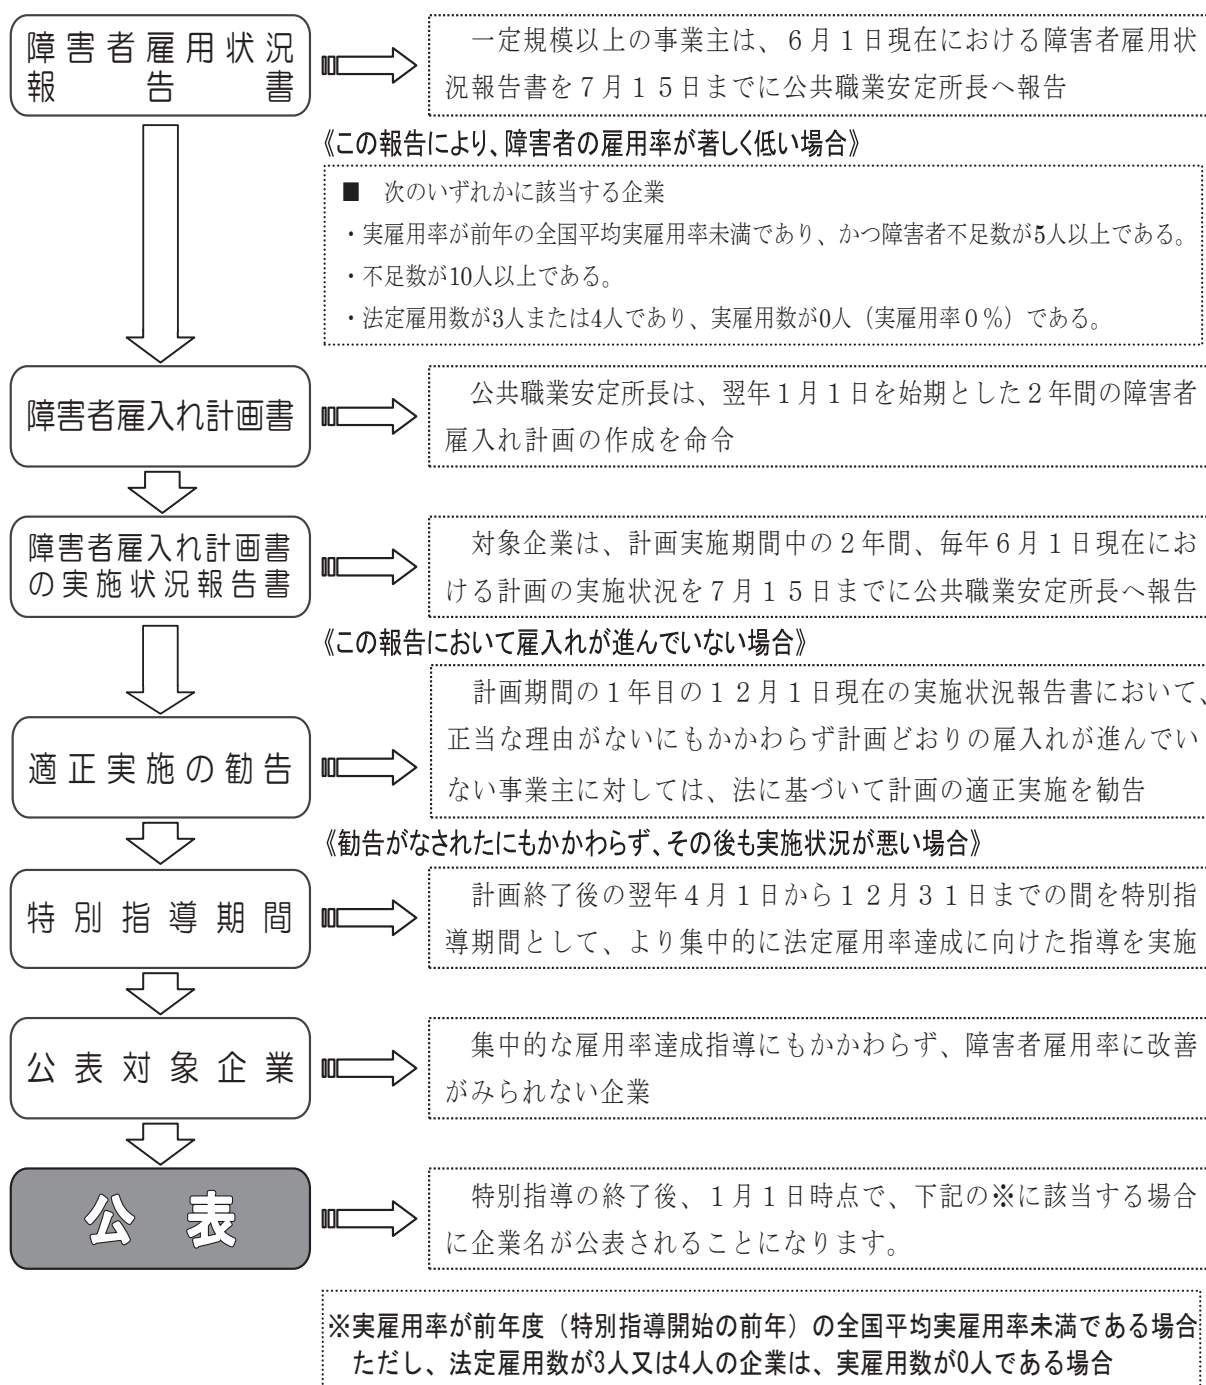 障害者雇用状況
報告書
一定規模以上の事業主は、６月１日現在における障害者雇用状
況報告書を７月１５日までに公共職業安定所長へ報告
《この報告により、障害者の雇用率が著しく低い場合》
■　次のいずれかに該当する企業
・実雇用率が前年の全国平均実雇用率未満であり、かつ障害者不足数が5人以上である。
・不足数が10人以上である。
・法定雇用数が3人または4人であり、実雇用数が0人（実雇用率０％）である。
障害者雇入れ計画書
公共職業安定所長は、翌年１月１日を始期とした２年間の障害者
雇入れ計画の作成を命令
障害者雇入れ計画書
の実施状況報告書
対象企業は、計画実施期間中の２年間、毎年６月１日現在にお
ける計画の実施状況を７月１５日までに公共職業安定所長へ報告
《この報告において雇入れが進んでいない場合》
適正実施の勧告
計画期間の１年目の１２月１日現在の実施状況報告書において、
正当な理由がないにもかかわらず計画どおりの雇入れが進んでい
ない事業主に対しては、法に基づいて計画の適正実施を勧告
《勧告がなされたにもかかわらず、その後も実施状況が悪い場合》
特別指導期間
計画終了後の翌年４月１日から１２月３１日までの間を特別指
導期間として、より集中的に法定雇用率達成に向けた指導を実施
公表対象企業
集中的な雇用率達成指導にもかかわらず、障害者雇用率に改善
がみられない企業
公表
特別指導の終了後、１月１日時点で、下記の※に該当する場合
に企業名が公表されることになります。
※実雇用率が前年度（特別指導開始の前年）の全国平均実雇用率未満である場合
ただし、法定雇用数が3人又は4人の企業は、実雇用数が0人である場合